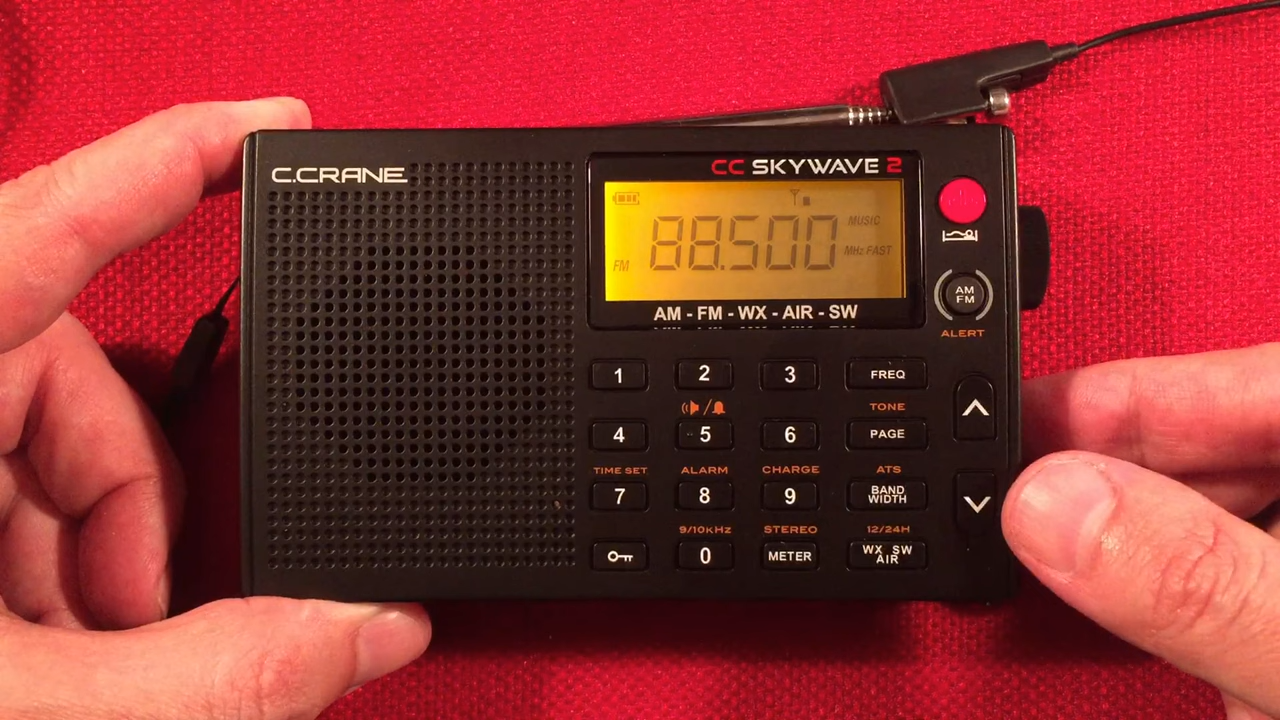 C.CRANE
CC SKYWAVE 2
88.500
MUSIC
MHz FAST
FM
AM - FM - WX - AIR - SW
AM
FM
ALERT
1 2 3 FREQ
TONE
4 5 6 PAGE
TIME SET ALARM CHARGE ATS
7 8 9 BAND
WIDTH
9/10KHZ STEREO 12/24H
0 METER WX SW
AIR